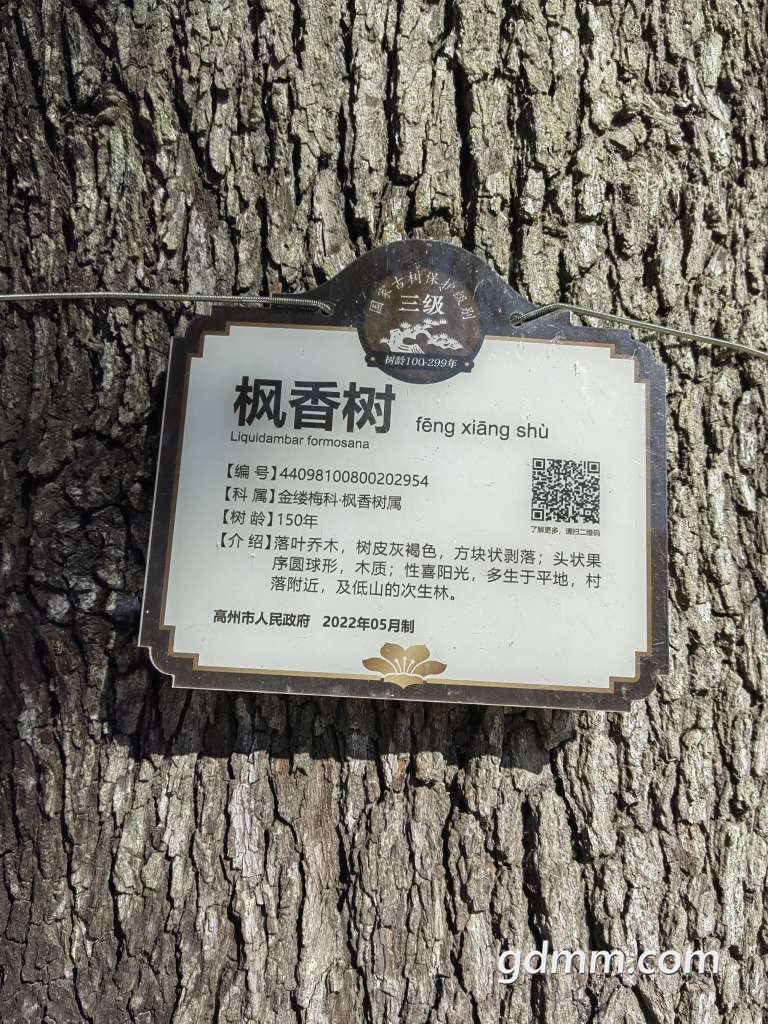 国家古树保护级别
三级
树龄100-299年
枫香树 fēng xiāng shù
Liquidambar formosana
【编 号】44098100800202954
【科 属】金缕梅科·枫香树属
【树 龄】150年
【介 绍】落叶乔木，树皮灰褐色，方块状剥落；头状果
序圆球形，木质；性喜阳光，多生于平地，村
落附近，及低山的次生林。
了解更多，请扫二维码
高州市人民政府 2022年05月制
gdmm.com